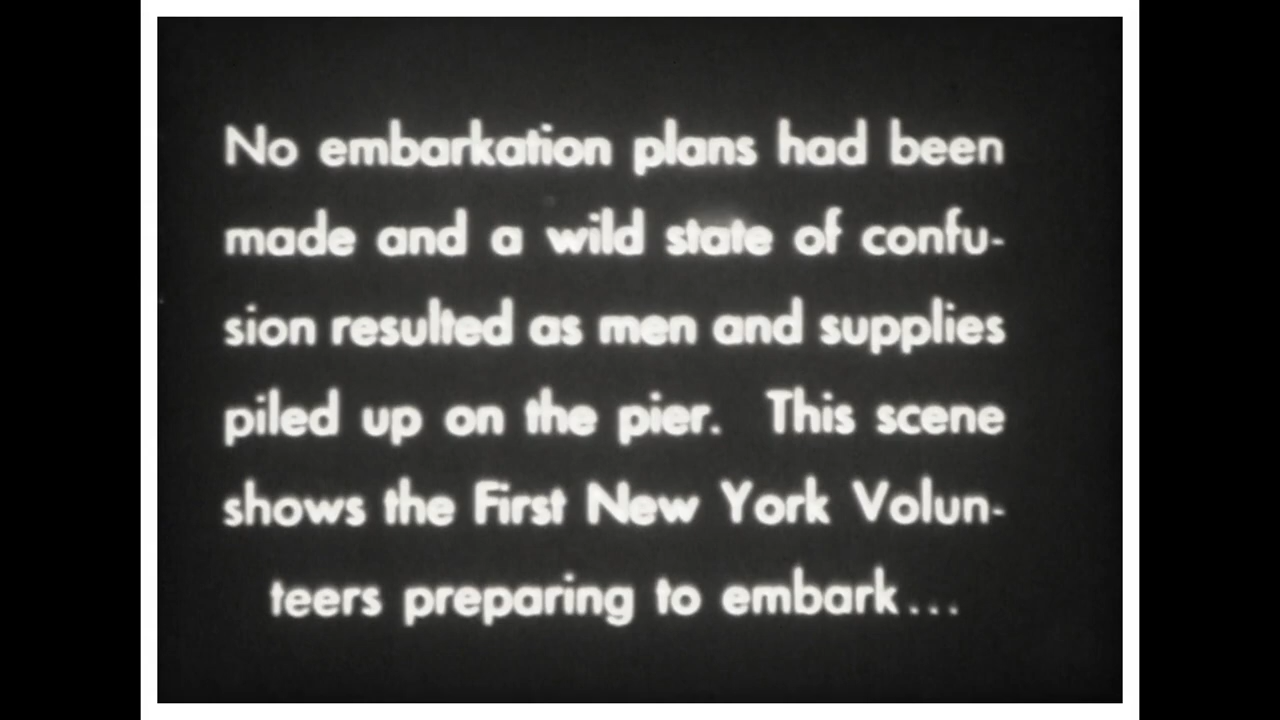 No embarkation plans had been
made and a wild state of confu-
sion resulted as men and supplies
piled up on the pier. This scene
shows the First New York Volun-
teers preparing to embark...